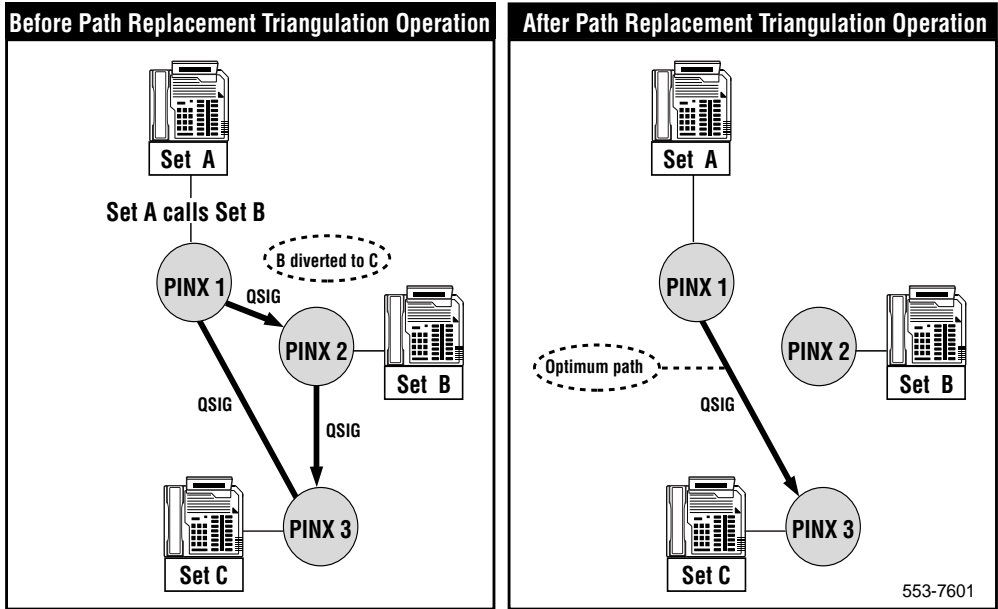 Before Path Replacement Triangulation Operation
Set A
Set A calls Set B
B diverted to C
PINX 1
QSIG
PINX 2
Set B
QSIG
QSIG
PINX 3
Set C
After Path Replacement Triangulation Operation
Set A
PINX 1
PINX 2
Optimum path
Set B
QSIG
PINX 3
Set C
553-7601